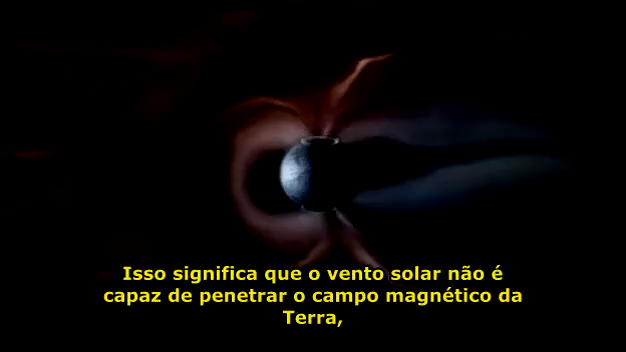 Isso significa que o vento solar não é
capaz de penetrar o campo magnético da
Terra,